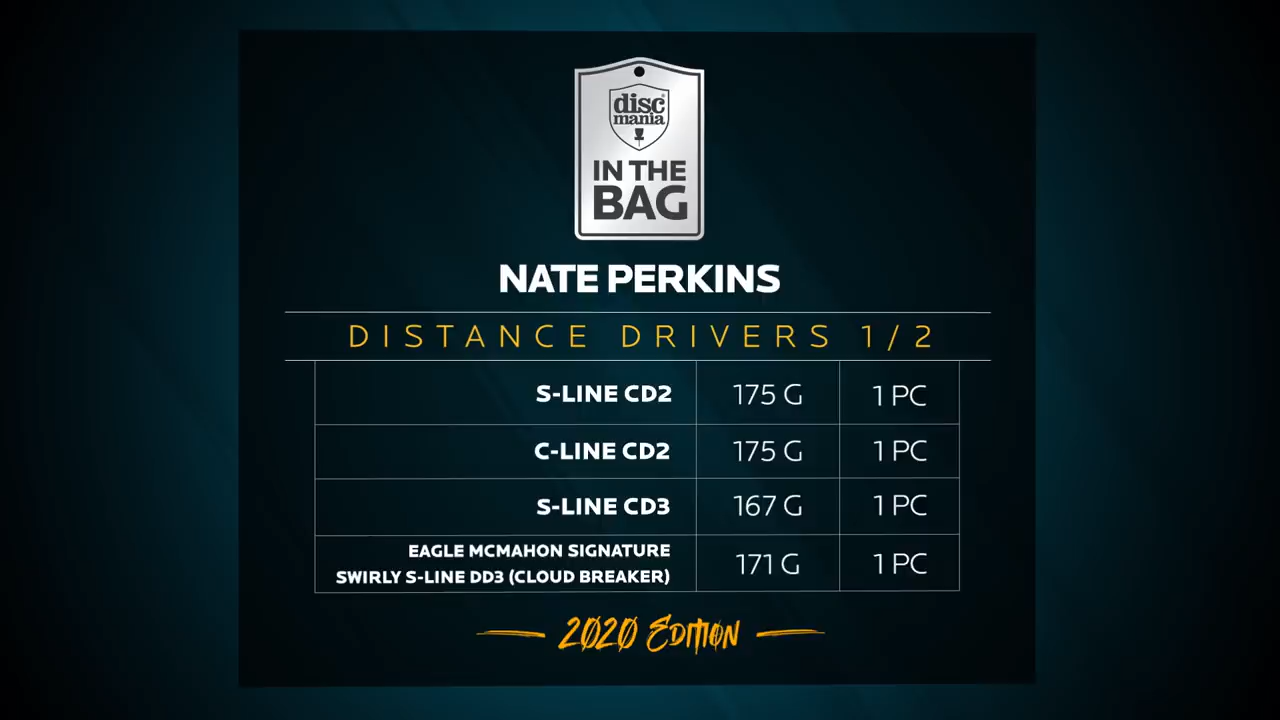 disc
mania
IN THE
BAG
NATE PERKINS
DISTANCE DRIVERS 1/2
S-LINE CD2 175 G 1 PC
C-LINE CD2 175 G 1 PC
S-LINE CD3 167 G 1 PC
EAGLE MCMAHON SIGNATURE
SWIRLY S-LINE DD3 (CLOUD BREAKER) 171 G 1 PC
2020 EDITION